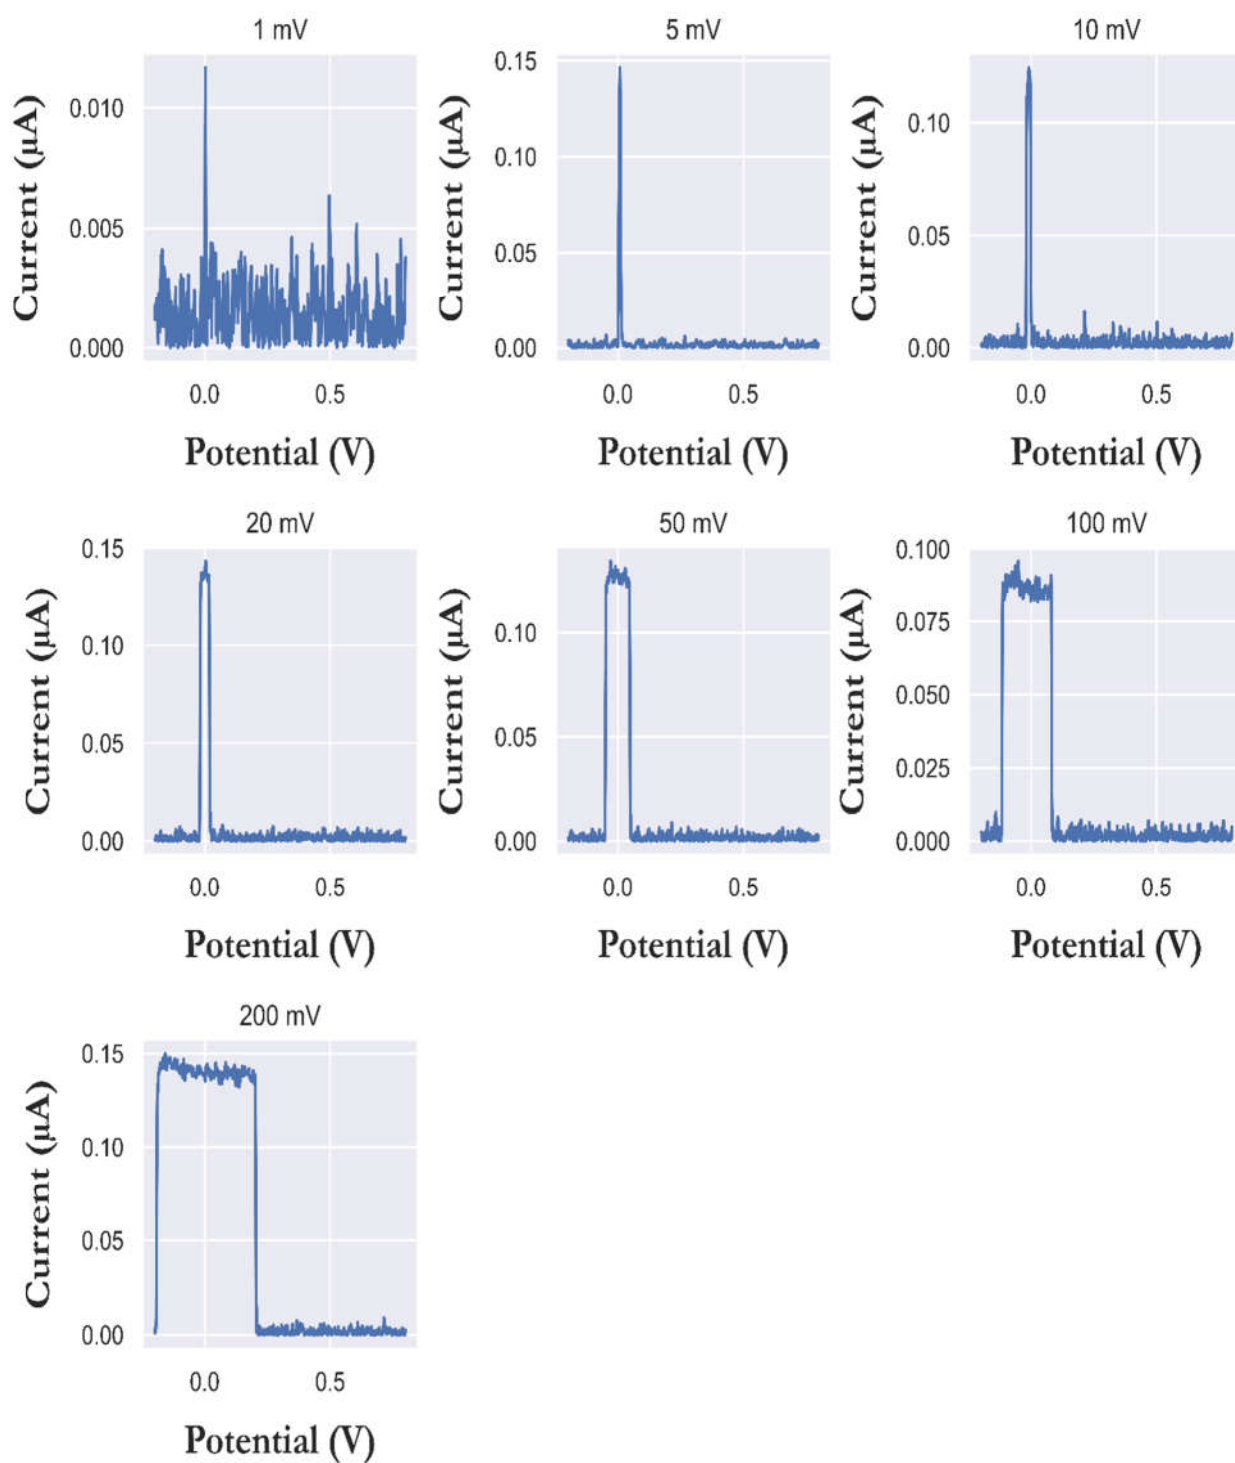 1 mV
5 mV
10 mV
Current (μA)
0.010
0.005
0.000
0.0
0.5
Potential (V)
Current (μA)
0.15
0.10
0.05
0.00
0.0
0.5
Potential (V)
Current (μA)
0.10
0.05
0.00
0.0
0.5
Potential (V)
20 mV
50 mV
100 mV
Current (μA)
0.15
0.10
0.05
0.00
0.0
0.5
Potential (V)
Current (μA)
0.10
0.05
0.00
0.0
0.5
Potential (V)
Current (μA)
0.100
0.075
0.050
0.025
0.000
0.0
0.5
Potential (V)
200 mV
Current (μA)
0.15
0.10
0.05
0.00
0.0
0.5
Potential (V)